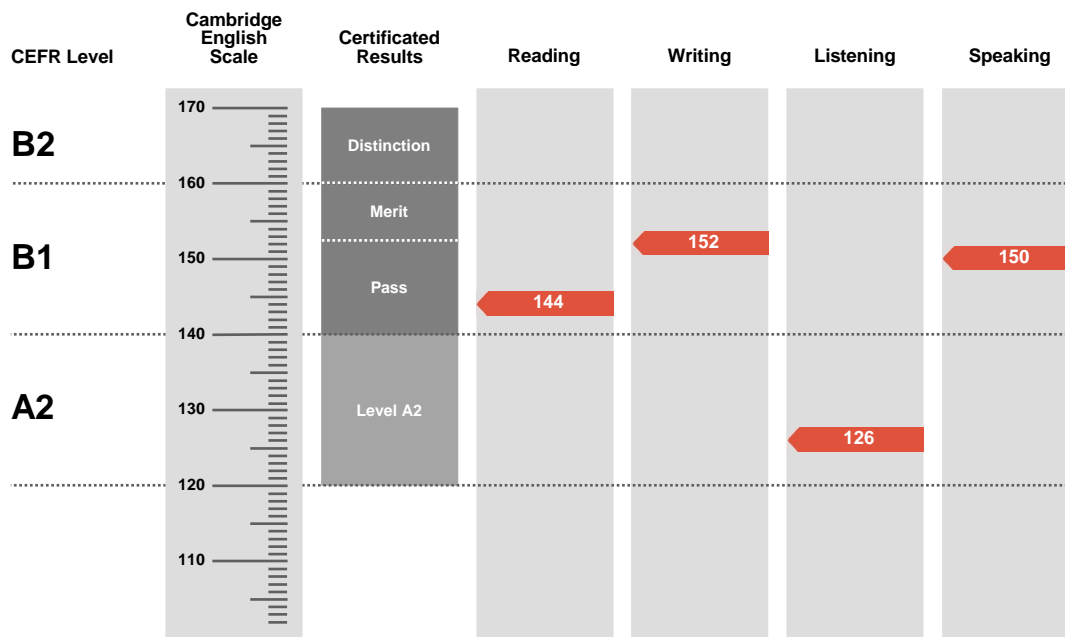 CEFR Level
Cambridge
English
Scale
Certificated
Results
Reading
Writing
Listening
Speaking
170
B2
Distinction
160
Merit
152
B1
150
150
Pass
144
140
A2
130
Level A2
126
120
110